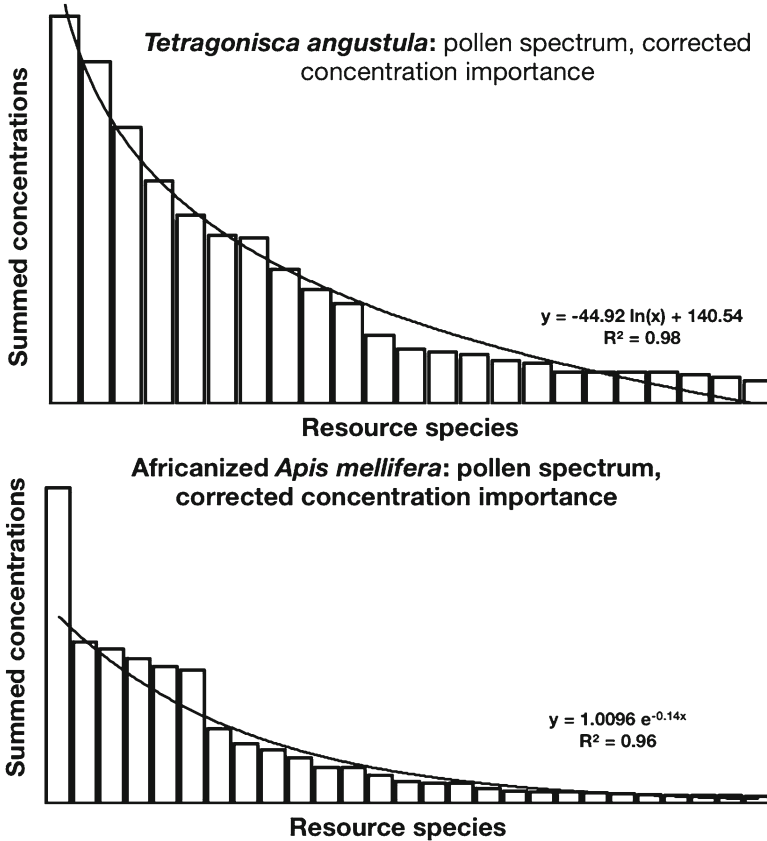 Tetragonisca angustula: pollen spectrum, corrected
concentration importance
Summed concentrations
y = -44.92 ln(x) + 140.54
R² = 0.98
Resource species
Africanized Apis mellifera: pollen spectrum,
corrected concentration importance
Summed concentrations
y = 1.0096 e⁻⁰·¹⁴ˣ
R² = 0.96
Resource species